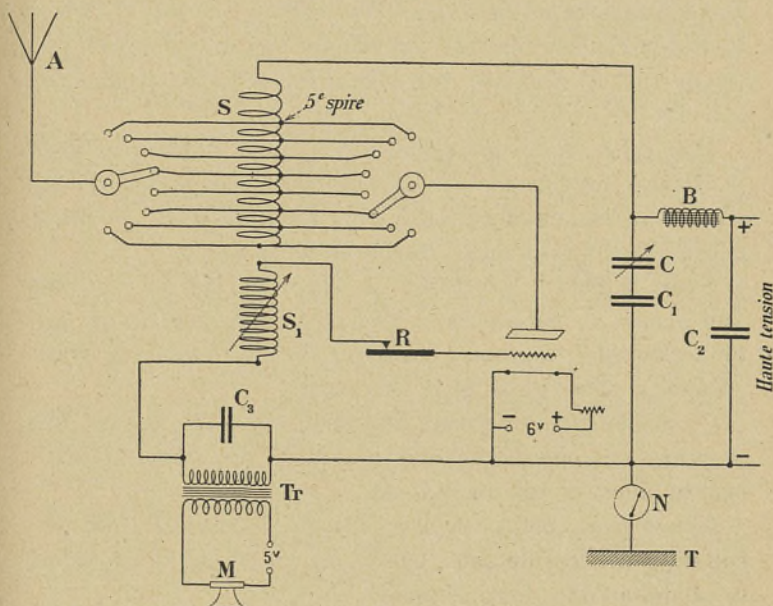 A
S
5e spire
B
+
C
C1
C2
Haute tension
S1
R
C3
– 6v +
–
Tr
N
5v
M
T